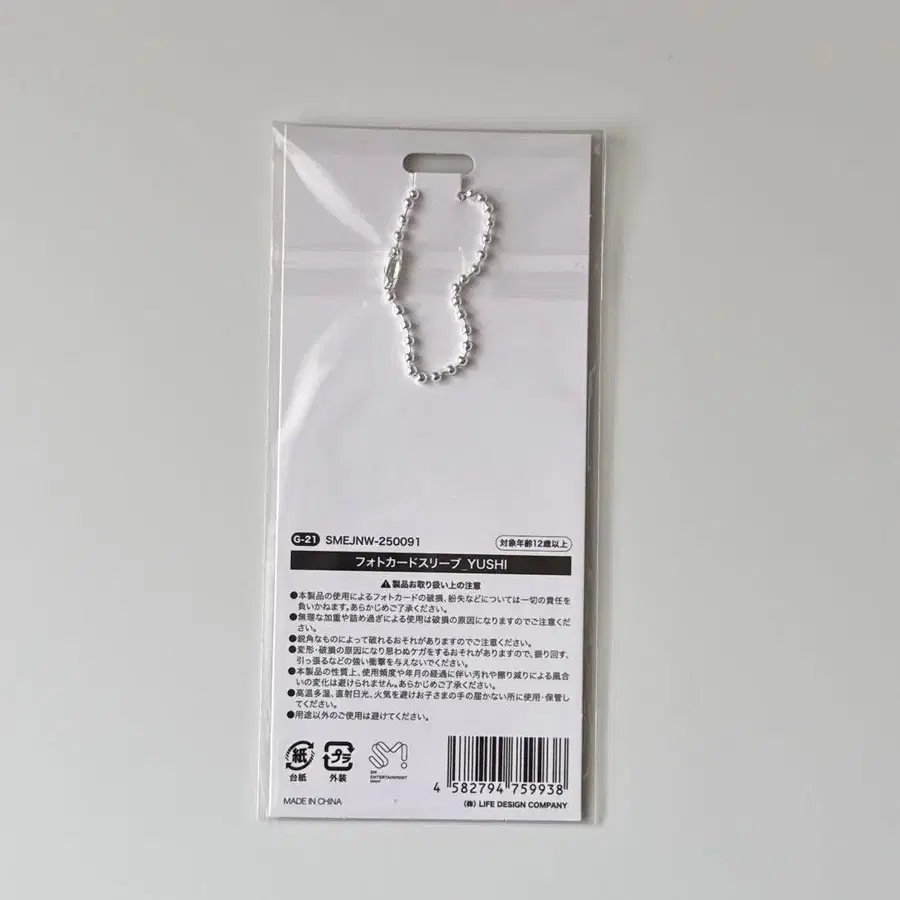 G-21 SMEJNW-250091 対象年齢12歳以上
フォトカードスリーブ_YUSHI
⚠製品お取り扱い上の注意
●本製品の使用によるフォトカードの破損、紛失などについては一切の責任を
負いかねます。あらかじめご了承ください。
●無理な加重や詰め過ぎによる使用は破損の原因になりますのでご注意くだ
さい。
●鋭角なものによって破れるおそれがありますのでご注意ください。
●変形・破損の原因になり思わぬケガをするおそれがありますので、振り回す、
引っ張るなどの強い衝撃を与えないでください。
●本製品の性質上、使用頻度や年月の経過に伴い汚れや擦り減りによる風合
いの変化は避けられません。あらかじめご了承ください。
●高温多湿、直射日光、火気を避けお子さまの手の届かない所に使用・保管し
てください。
●用途以外のご使用は避けてください。
紙 プラ SM!
台紙 外装 SM ENTERTAINMENT
4 582794 759938
MADE IN CHINA (株) LIFE DESIGN COMPANY